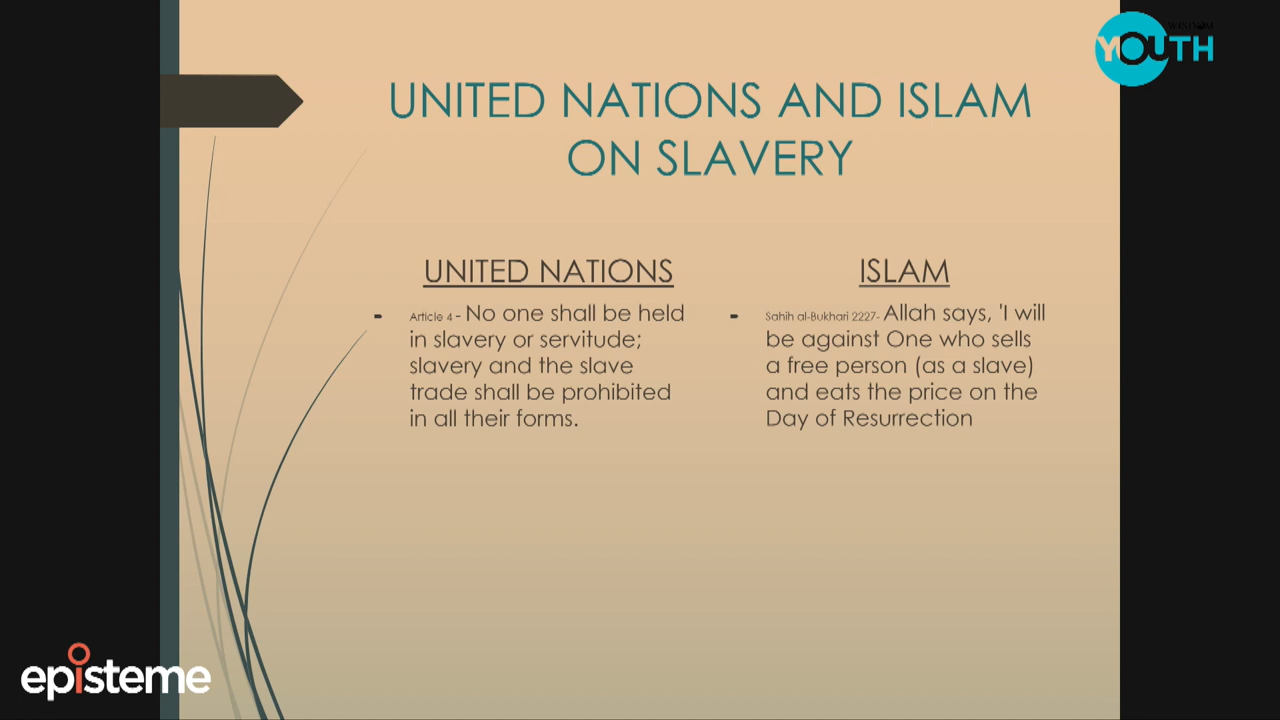 WISDOM
YOUTH
UNITED NATIONS AND ISLAM
ON SLAVERY
UNITED NATIONS
- Article 4 - No one shall be held
in slavery or servitude;
slavery and the slave
trade shall be prohibited
in all their forms.
ISLAM
- Sahih al-Bukhari 2227- Allah says, 'I will
be against One who sells
a free person (as a slave)
and eats the price on the
Day of Resurrection
episteme